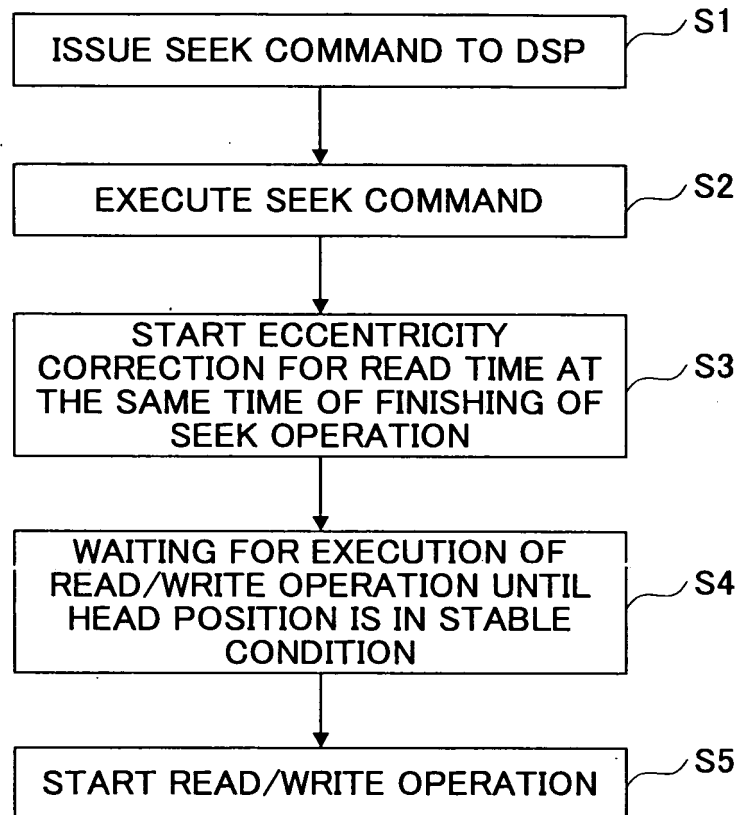 ISSUE SEEK COMMAND TO DSP
S1
EXECUTE SEEK COMMAND
S2
START ECCENTRICITY
CORRECTION FOR READ TIME AT
THE SAME TIME OF FINISHING OF
SEEK OPERATION
S3
WAITING FOR EXECUTION OF
READ/WRITE OPERATION UNTIL
HEAD POSITION IS IN STABLE
CONDITION
S4
START READ/WRITE OPERATION
S5